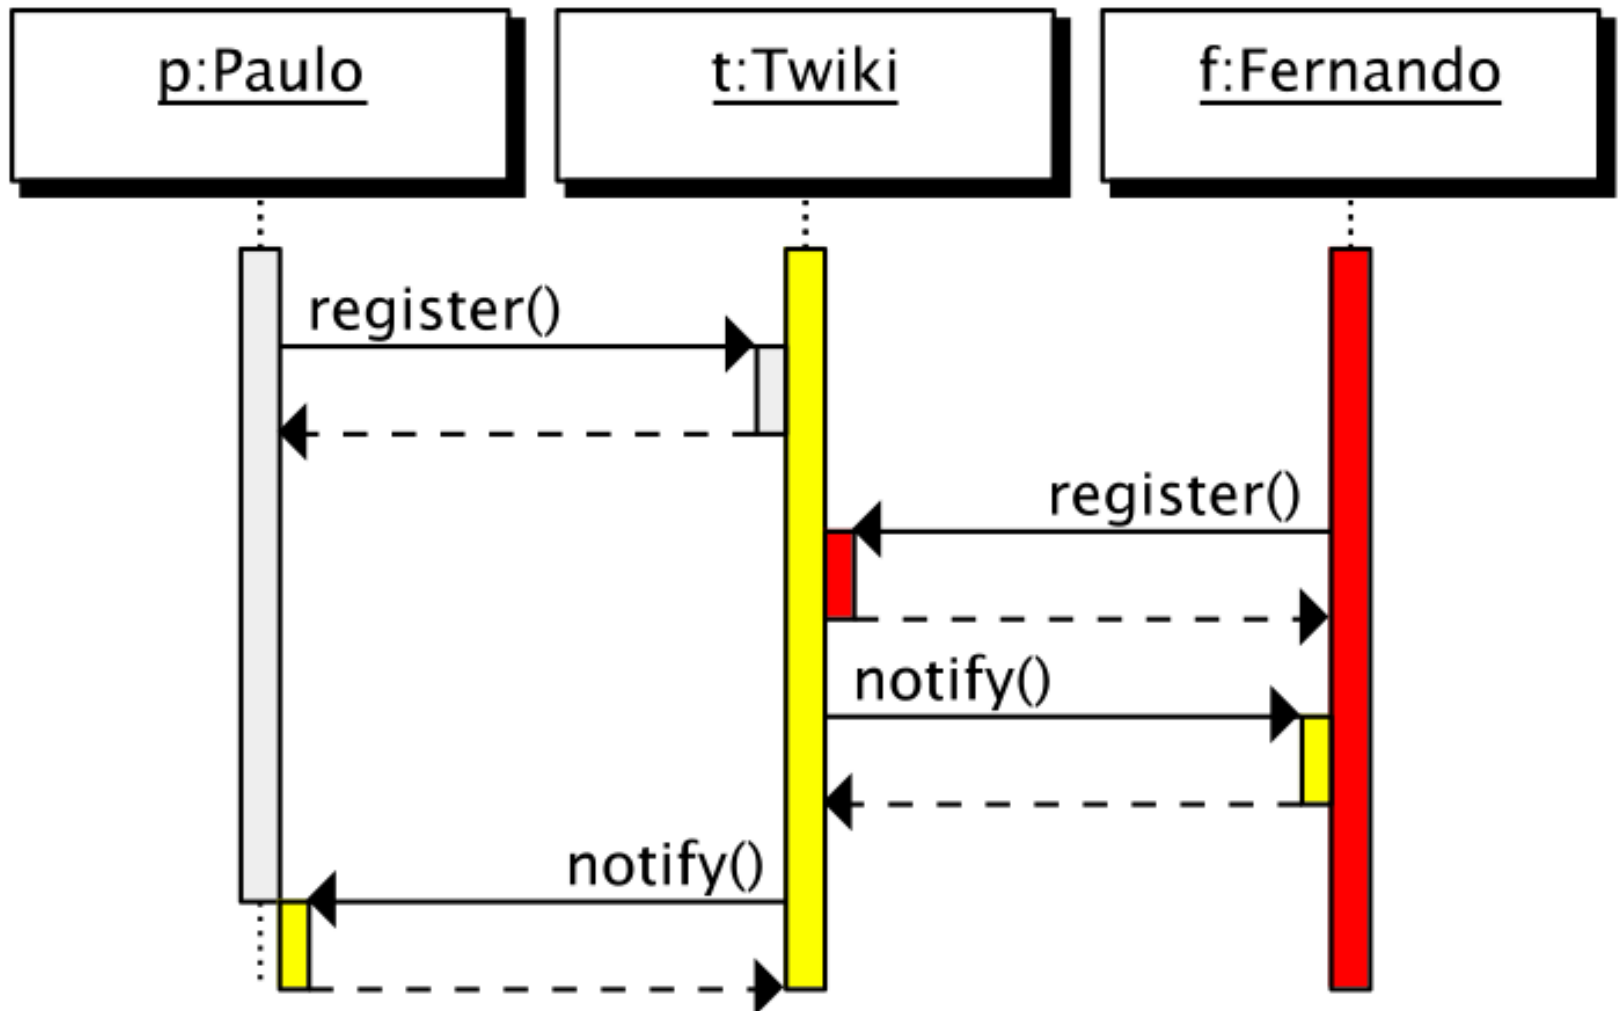 p:Paulo
t:Twiki
f:Fernando
register()
register()
notify()
notify()